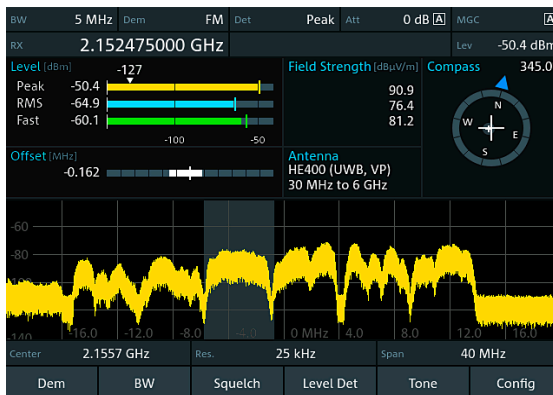 BW 5 MHz Dem FM Det Peak Att 0 dB A MGC A
RX 2.152475000 GHz Lev -50.4 dBm
Level [dBm] Field Strength [dBµV/m] Compass 345.0
-127
Peak -50.4 90.9
RMS -64.9 76.4
Fast -60.1 81.2
-100 -50
N
W
E
S
Offset [MHz] Antenna
-0.162 HE400 (UWB, VP)
30 MHz to 6 GHz
-60
-80
-140 -16.0 -12.0 -8.0 -4.0 0 MHz 4.0 8.0 12.0 16.0
Center 2.1557 GHz Res. 25 kHz Span 40 MHz
Dem BW Squelch Level Det Tone Config